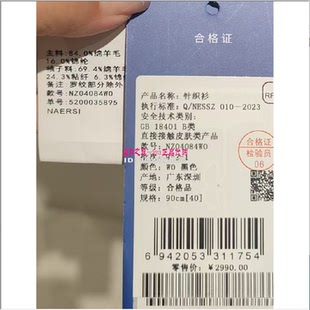 主料:84.0%绵羊毛
16.0%锦纶
辅子料:69.4%绵羊毛
24.3%粘纤 6.3%锦纶
备注:罗纹部分除外
款号:NZ04084W0
单号:5200035895
NAERSI
合格证
产品名称:针织衫
执行标准:Q/NESSZ 010-2023
安全技术类别:
GB 18401 B类
直接接触皮肤类产品
款号:NZ04084W0
颜色:W0 黑色
产地:广东深圳
等级:合格品
规格:90cm[40]
合格证
检验员
06
6 942053 311754
零售价:¥2990.00